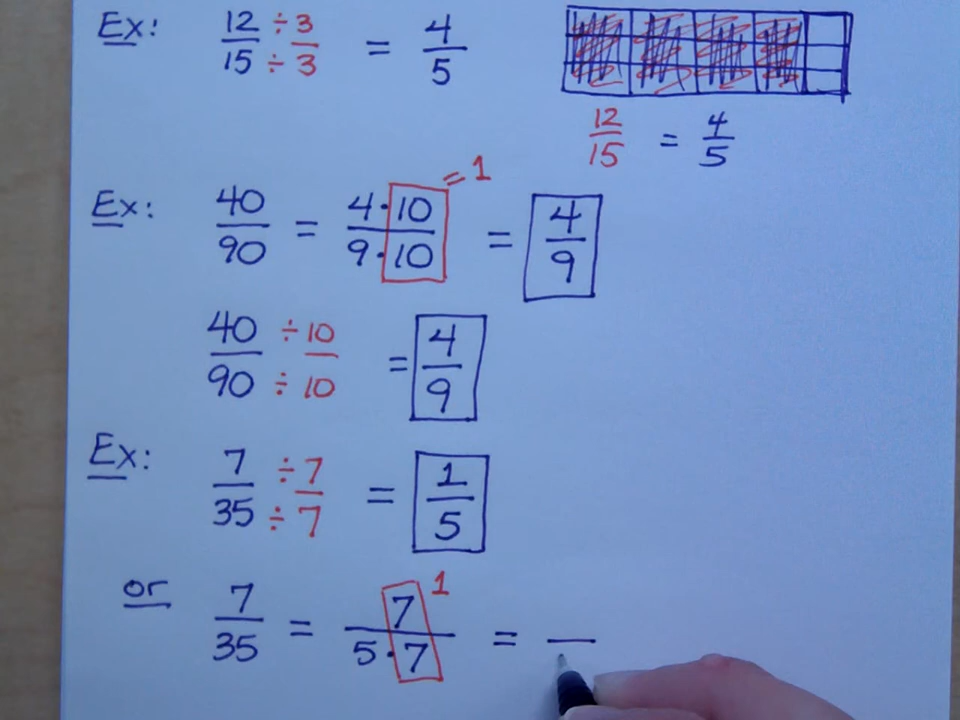 Ex: 12/15 ÷3/÷3 = 4/5
12/15 = 4/5
Ex: 40/90 = 4·10/9·10 =1 = 4/9
40/90 ÷10/÷10 = 4/9
Ex: 7/35 ÷7/÷7 = 1/5
or 7/35 = 7/5·7 1 =